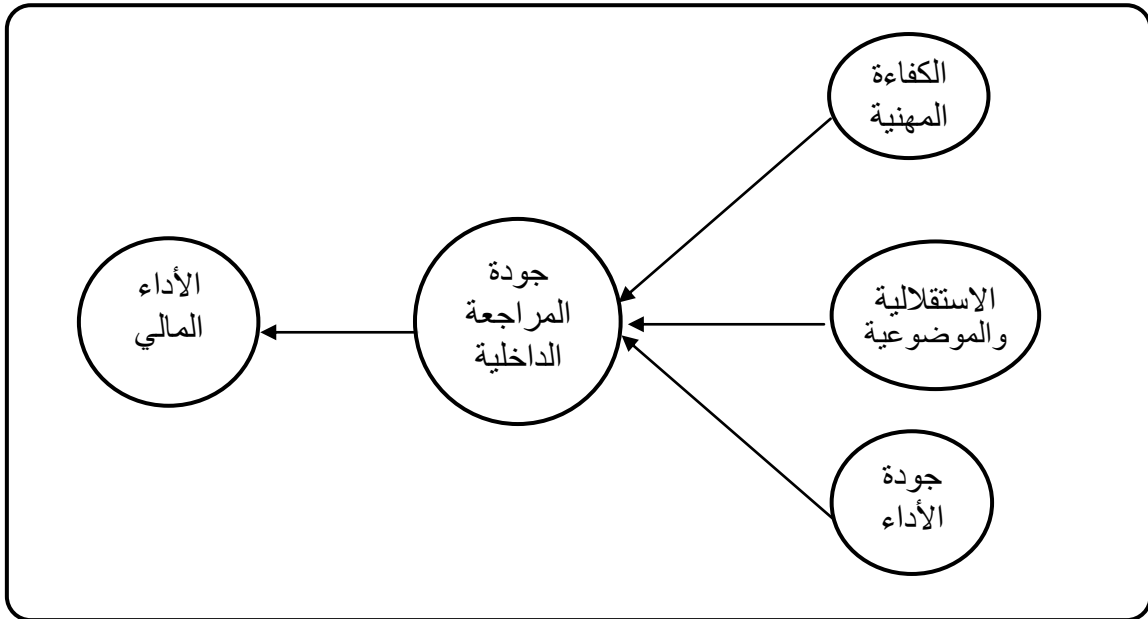 الكفاءة
المهنية
الاستقلالية
والموضوعية
جودة
الأداء
جودة
المراجعة
الداخلية
الأداء
المالي